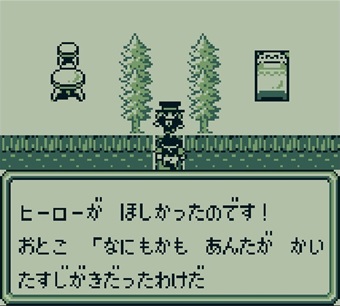 ヒーローが ほしかったのです!
おとこ 「なにもかも あんたが かい
たすじがきだったわけだ